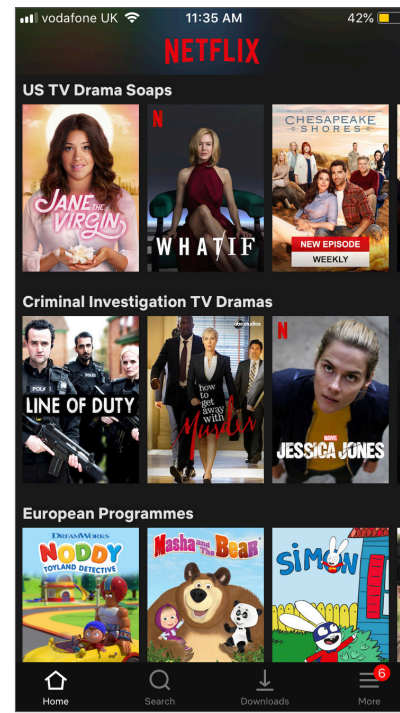 vodafone UK
11:35 AM
42%
NETFLIX
US TV Drama Soaps
JANE THE VIRGIN
N
WHAT/IF
CHESAPEAKE
SHORES
NEW EPISODE
WEEKLY
Criminal Investigation TV Dramas
POLICE
LINE OF DUTY
abc studios
how
to
get
away
with
Murder
N
MARVEL
JESSICA JONES
European Programmes
DREAMWORKS
NODDY
TOYLAND DETECTIVE
Masha and The Bear
SIMON
6
Home
Search
Downloads
More